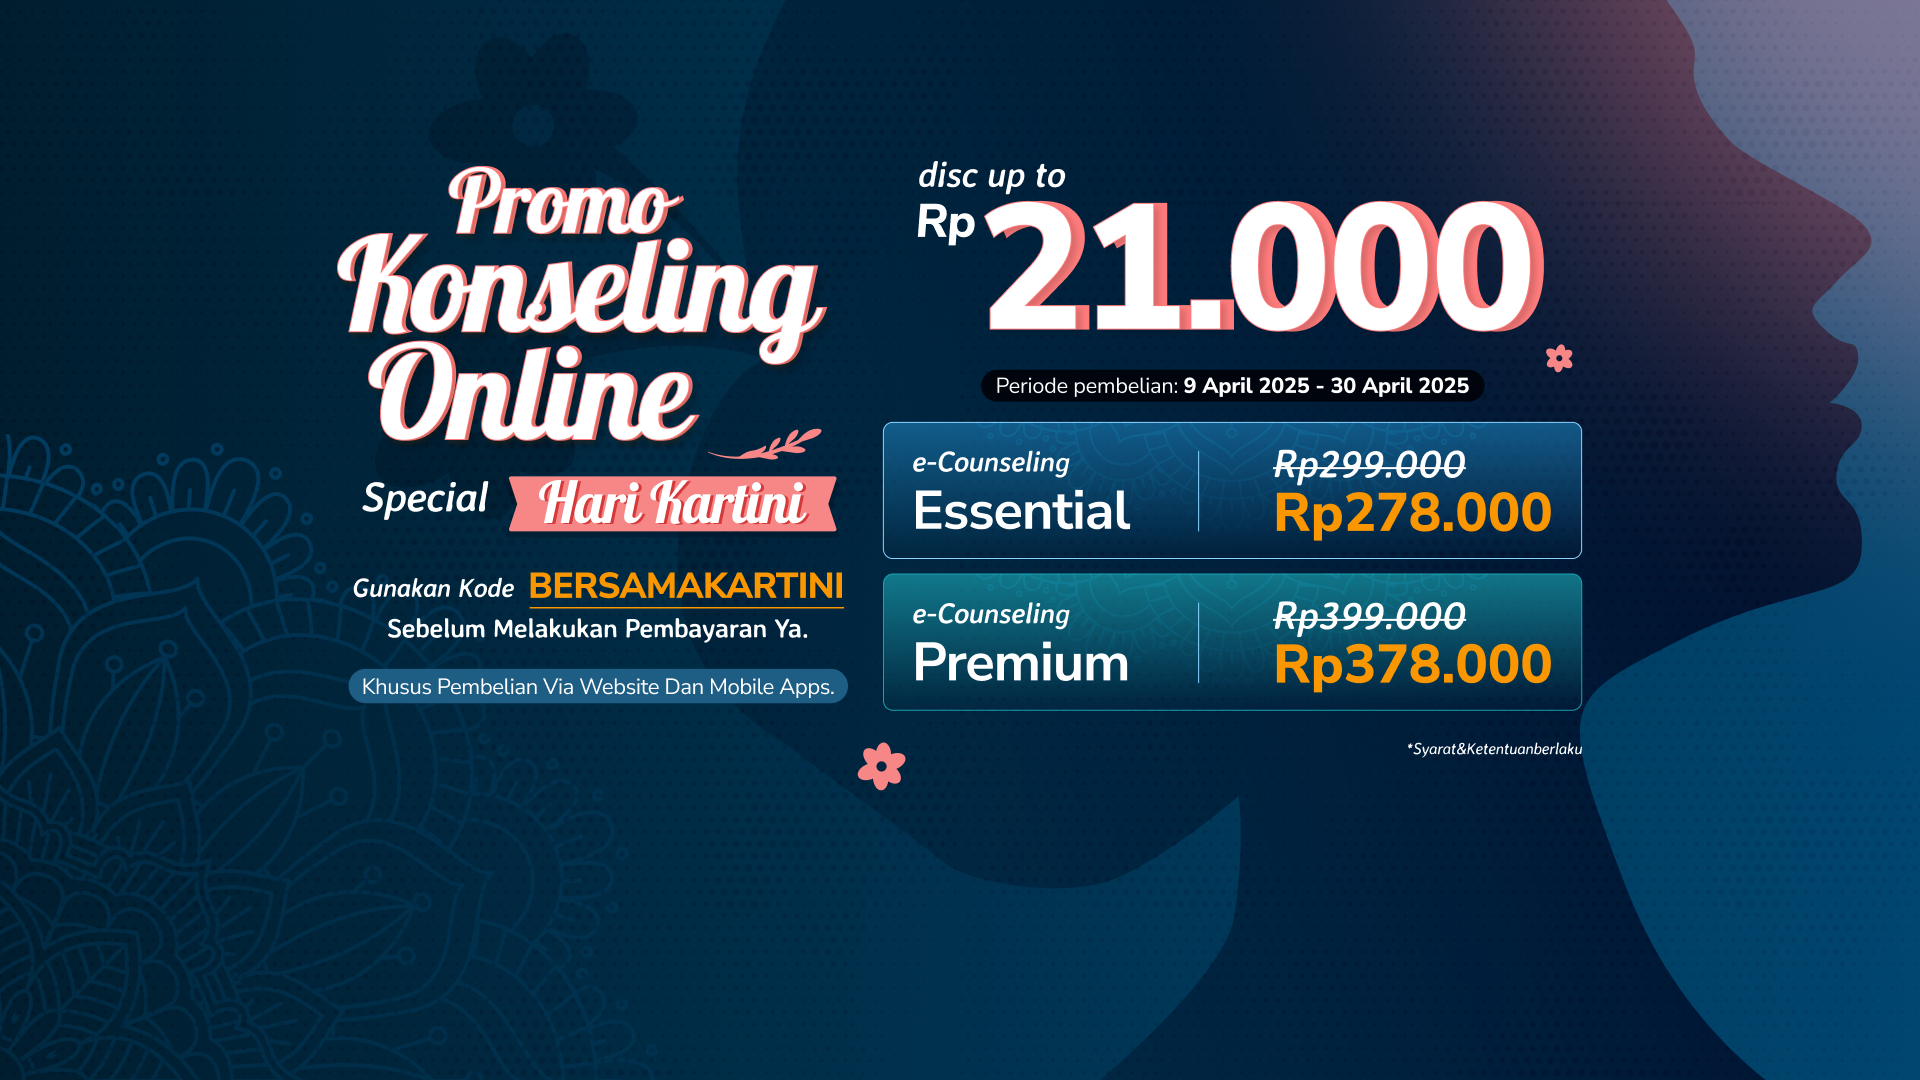 Promo
Konseling
Online
Special Hari Kartini
Gunakan Kode BERSAMAKARTINI
Sebelum Melakukan Pembayaran Ya.
Khusus Pembelian Via Website Dan Mobile Apps.
disc up to
Rp 21.000
Periode pembelian: 9 April 2025 - 30 April 2025
e-Counseling
Essential
Rp299.000
Rp278.000
e-Counseling
Premium
Rp399.000
Rp378.000
*Syarat&Ketentuanberlaku